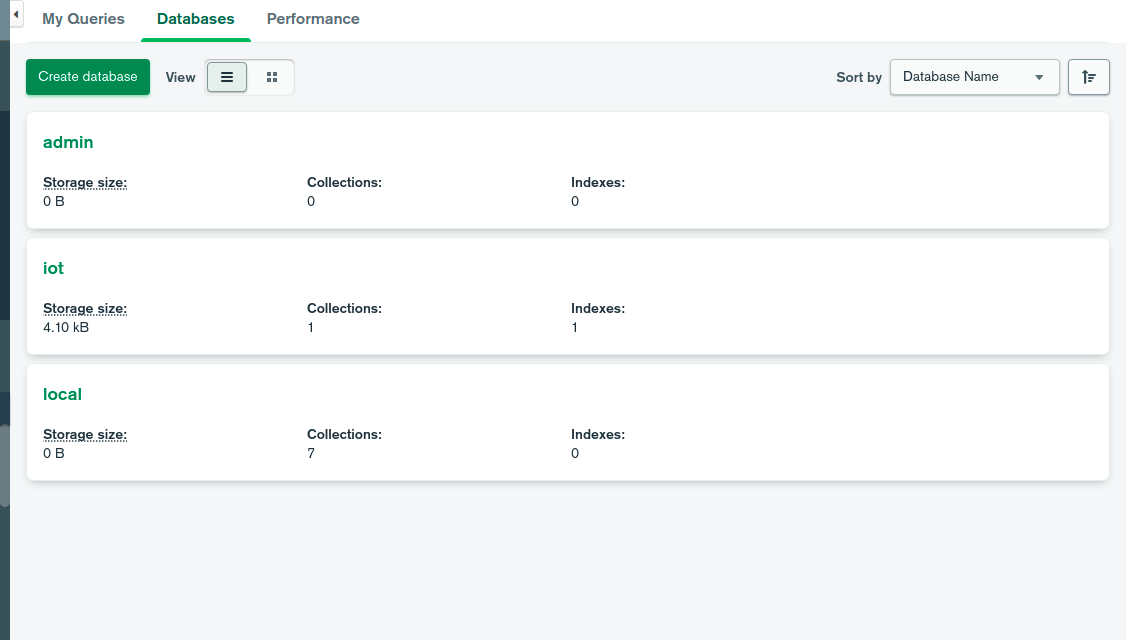 My Queries Databases Performance
Create database View Sort by Database Name
admin
Storage size: Collections: Indexes:
0 B 0 0
iot
Storage size: Collections: Indexes:
4.10 kB 1 1
local
Storage size: Collections: Indexes:
0 B 7 0